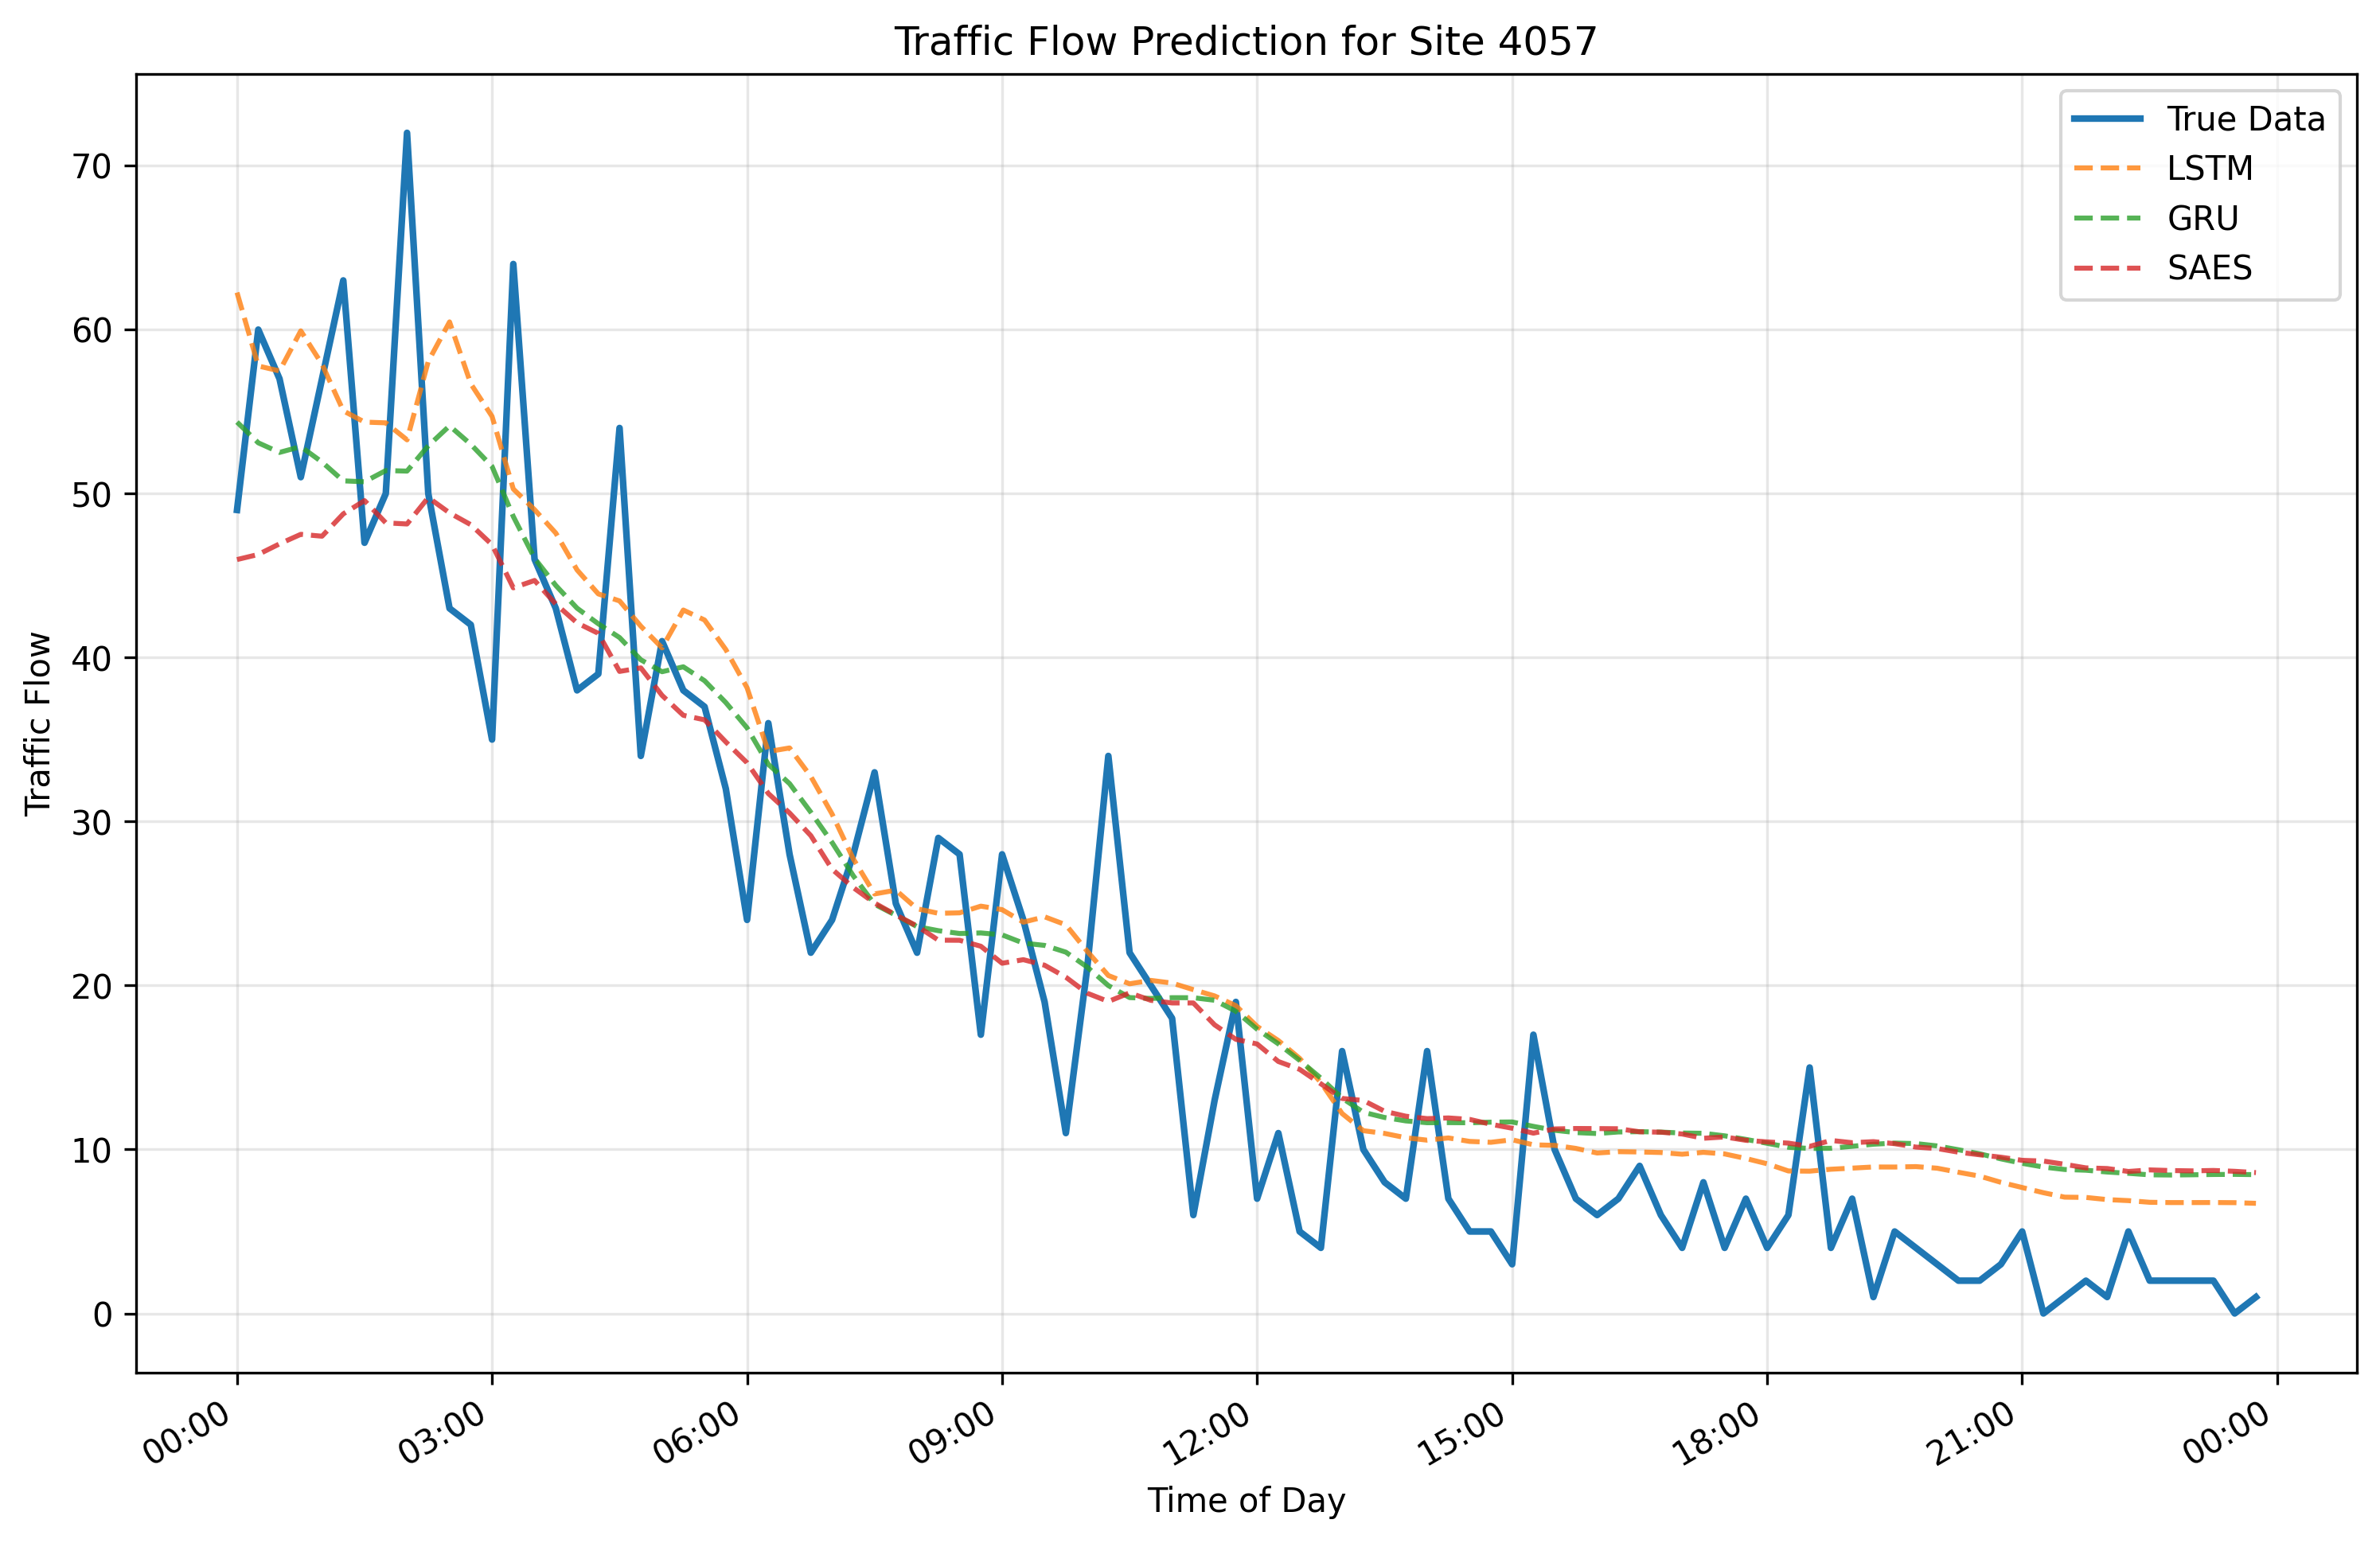 Traffic Flow Prediction for Site 4057
True Data
LSTM
GRU
SAES
Traffic Flow
70
60
50
40
30
20
10
0
00:00
03:00
06:00
09:00
12:00
15:00
18:00
21:00
00:00
Time of Day